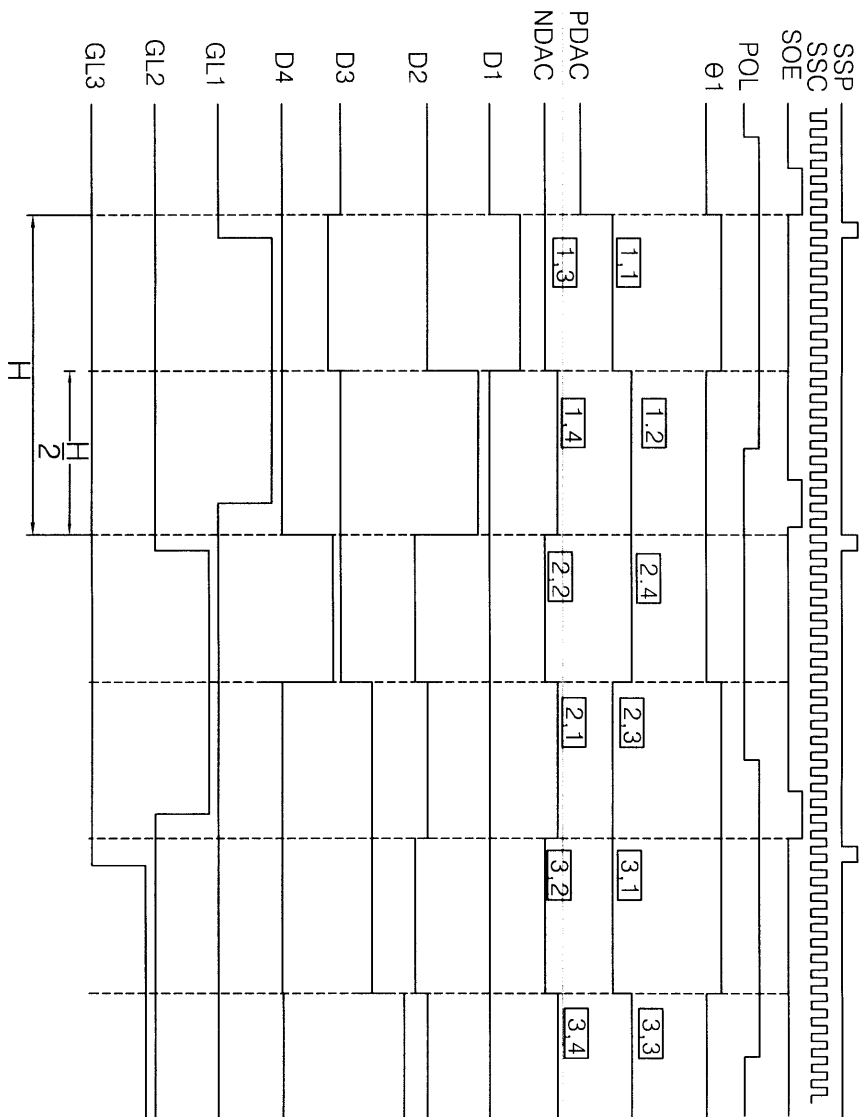 SSP
SSC
SOE
POL
θ1
PDAC
NDAC
D1
D2
D3
D4
GL1
GL2
GL3
1,1
1.2
2.4
2,3
3,1
3,3
1,3
1,4
2,2
2,1
3,2
3,4
H
H
2